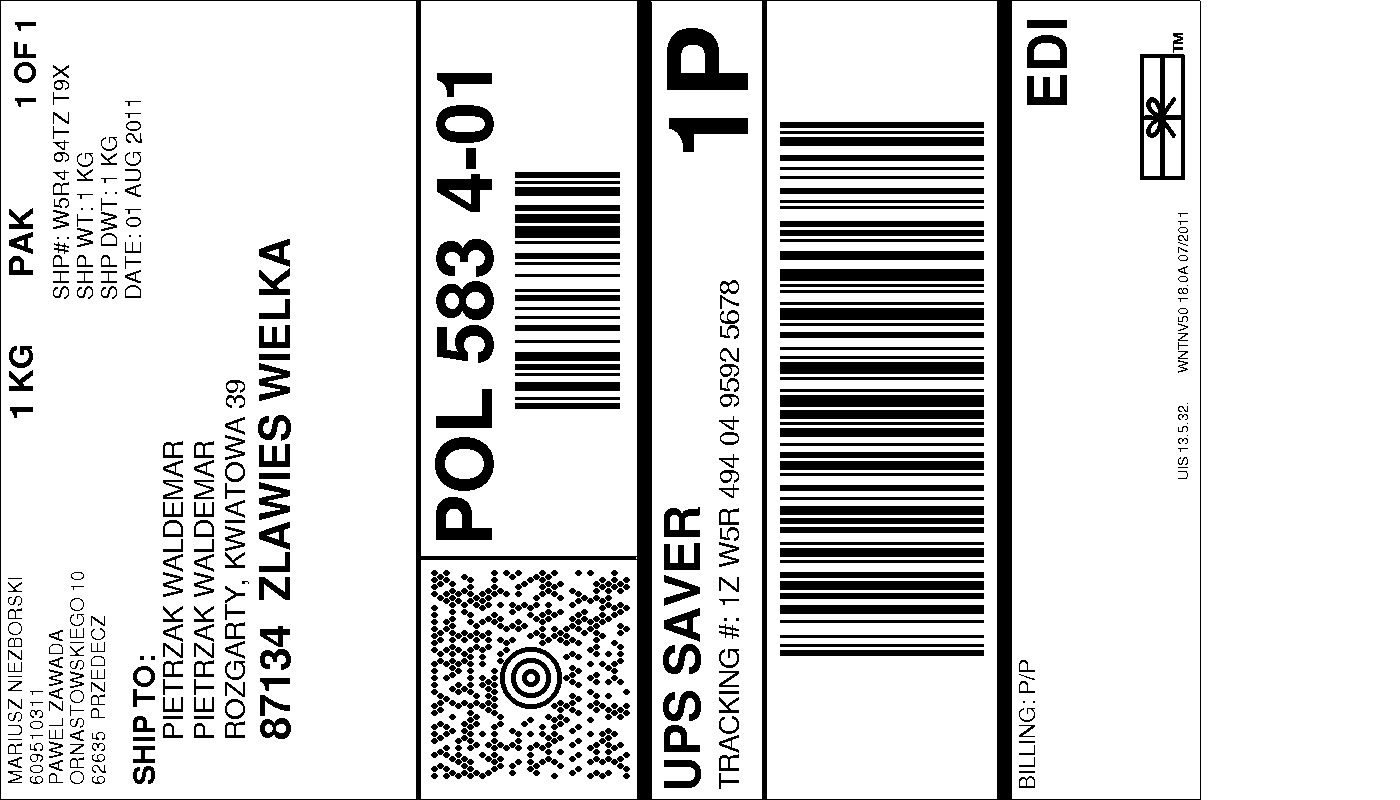 MARIUSZ NIEZBORSKI
609510311
PAWEL ZAWADA
ORNASTOWSKIEGO 10
62635 PRZEDECZ
1 KG PAK 1 OF 1
SHP#: W5R4 94TZ T9X
SHP WT: 1 KG
SHP DWT: 1 KG
DATE: 01 AUG 2011
SHIP TO:
PIETRZAK WALDEMAR
PIETRZAK WALDEMAR
ROZGARTY, KWIATOWA 39
87134 ZLAWIES WIELKA
POL 583 4-01
UPS SAVER
TRACKING #: 1Z W5R 494 04 9592 5678
1P
BILLING: P/P
EDI
UIS 13.5.32. WNTNV50 18.0A 07/2011
TM